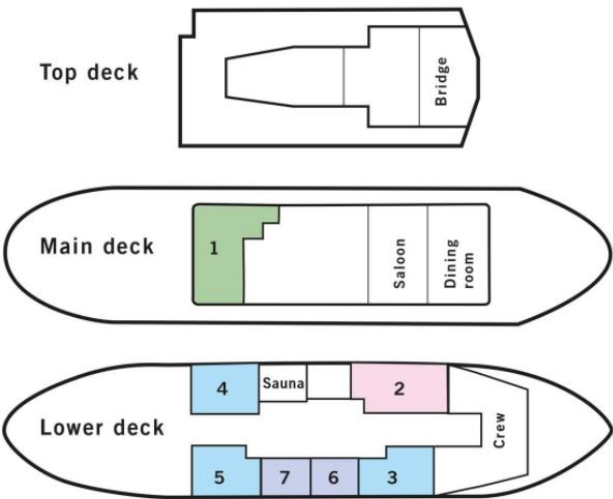 Top deck
Bridge
Main deck
1
Saloon
Dining
room
4
Sauna
2
Lower deck
Crew
5
7
6
3